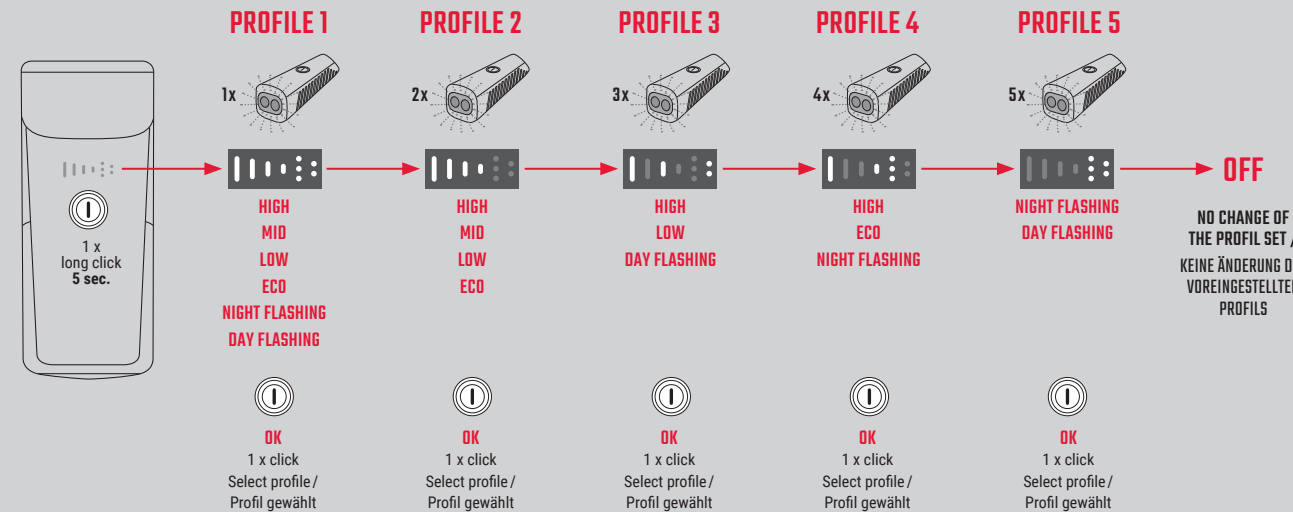 PROFILE 1
PROFILE 2
PROFILE 3
PROFILE 4
PROFILE 5
1x
2x
3x
4x
5x
1 x
long click
5 sec.
HIGH
MID
LOW
ECO
NIGHT FLASHING
DAY FLASHING
HIGH
MID
LOW
ECO
HIGH
LOW
DAY FLASHING
HIGH
ECO
NIGHT FLASHING
NIGHT FLASHING
DAY FLASHING
OFF
NO CHANGE OF
THE PROFIL SET /
KEINE ÄNDERUNG
PROFILS
OK
1 x click
Select profile /
Profil gewählt
OK
1 x click
Select profile /
Profil gewählt
OK
1 x click
Select profile /
Profil gewählt
OK
1 x click
Select profile /
Profil gewählt
OK
1 x click
Select profile /
Profil gewählt